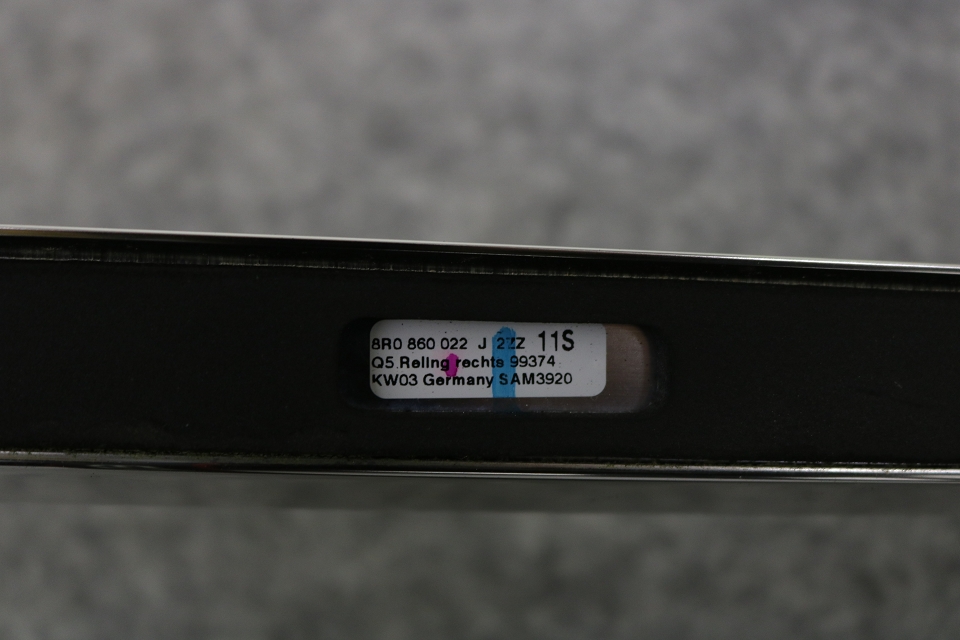 8R0 860 022 J 2ZZ 11S
Q5 Reling rechts 99374
KW03 Germany SAM3920